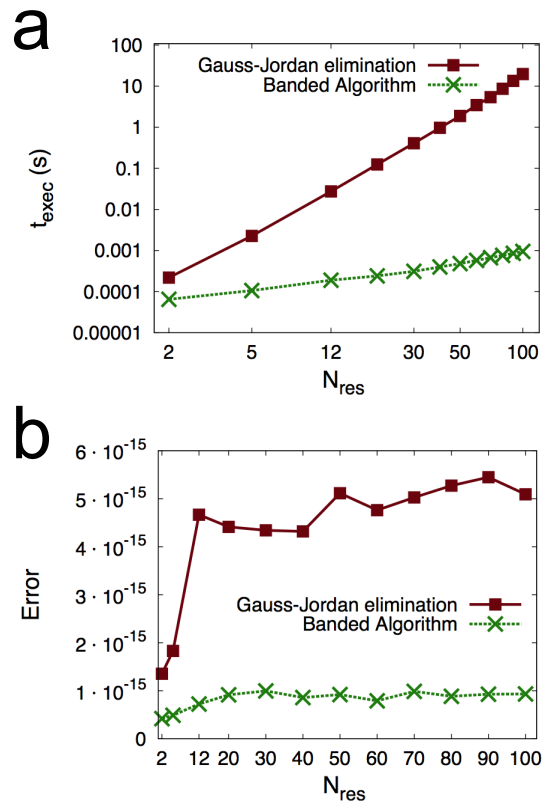 a
100
10
1
0.1
0.01
0.001
0.0001
0.00001
t_exec (s)
Gauss-Jordan elimination
Banded Algorithm
2 5 12 30 50 100
N_res
b
6 · 10^-15
5 · 10^-15
4 · 10^-15
3 · 10^-15
2 · 10^-15
1 · 10^-15
0
Error
Gauss-Jordan elimination
Banded Algorithm
2 12 20 30 40 50 60 70 80 90 100
N_res